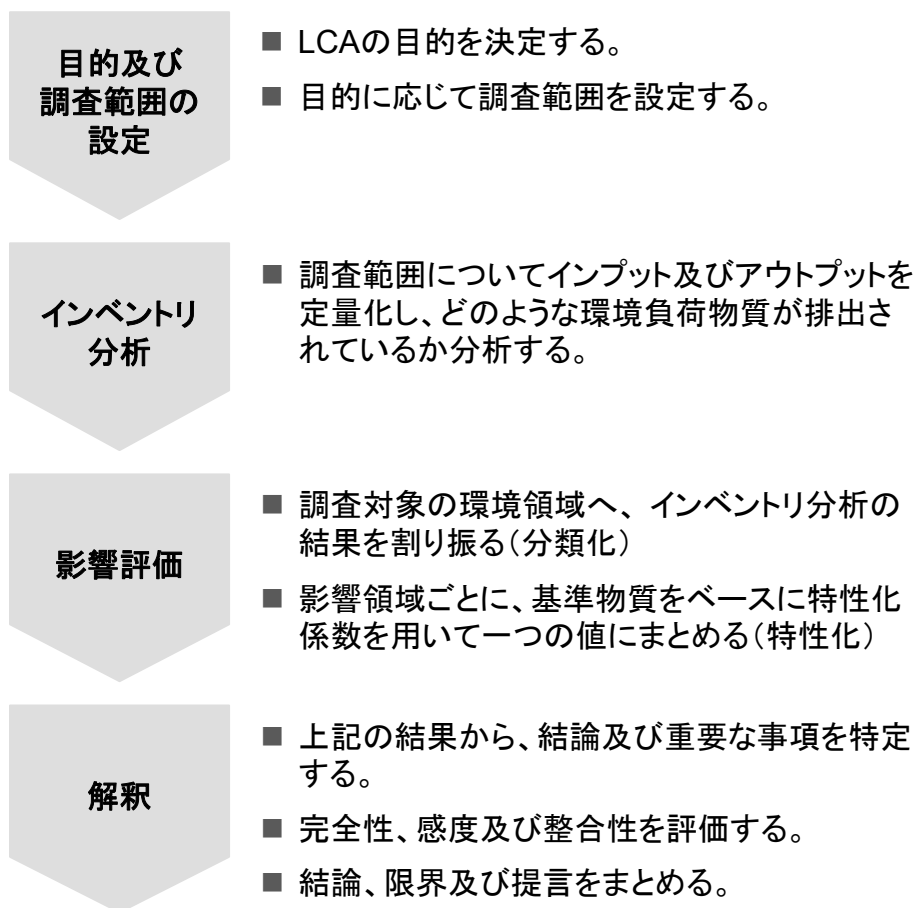 目的及び
調査範囲の
設定
■ LCAの目的を決定する。
■ 目的に応じて調査範囲を設定する。
インベントリ
分析
■ 調査範囲についてインプット及びアウトプットを
定量化し、どのような環境負荷物質が排出さ
れているか分析する。
影響評価
■ 調査対象の環境領域へ、インベントリ分析の
結果を割り振る（分類化）
■ 影響領域ごとに、基準物質をベースに特性化
係数を用いて一つの値にまとめる（特性化）
解釈
■ 上記の結果から、結論及び重要な事項を特定
する。
■ 完全性、感度及び整合性を評価する。
■ 結論、限界及び提言をまとめる。